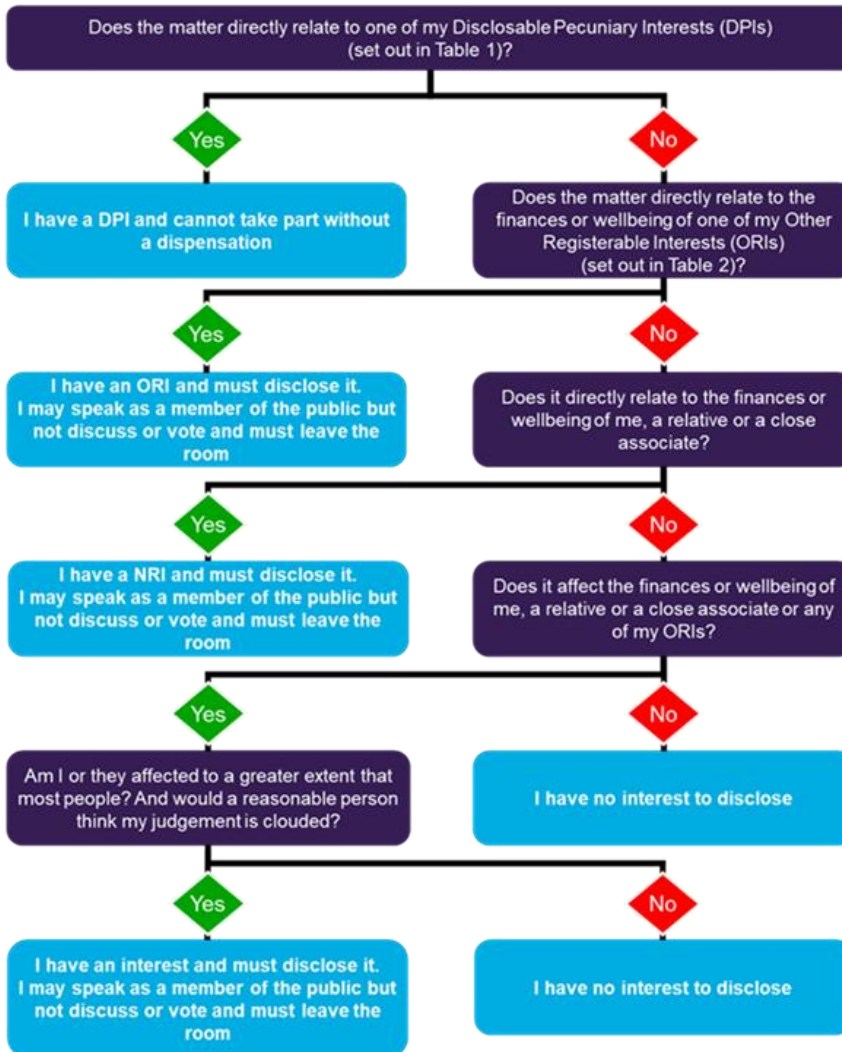 Does the matter directly relate to one of my Disclosable Pecuniary Interests (DPIs)
(set out in Table 1)?
Yes
No
I have a DPI and cannot take part without
a dispensation
Does the matter directly relate to the
finances or wellbeing of one of my Other
Registerable Interests (ORIs)
(set out in Table 2)?
Yes
No
I have an ORI and must disclose it.
I may speak as a member of the public but
not discuss or vote and must leave the
room
Does it directly relate to the finances or
wellbeing of me, a relative or a close
associate?
Yes
No
I have a NRI and must disclose it.
I may speak as a member of the public but
not discuss or vote and must leave the
room
Does it affect the finances or wellbeing of
me, a relative or a close associate or any
of my ORIs?
Yes
No
Am I or they affected to a greater extent that
most people? And would a reasonable person
think my judgement is clouded?
I have no interest to disclose
Yes
No
I have an interest and must disclose it.
I may speak as a member of the public but
not discuss or vote and must leave the
room
I have no interest to disclose